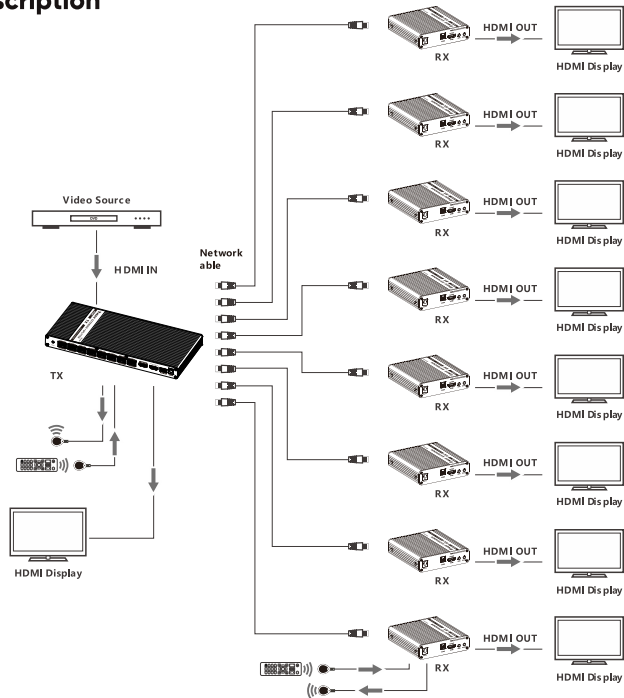 scription
HDMI OUT
RX
HDMI Display
HDMI OUT
RX
HDMI Display
Video Source
DVD
HDMI OUT
RX
HDMI Display
HDMI IN
Network
able
HDMI OUT
RX
HDMI Display
TX
HDMI OUT
RX
HDMI Display
HDMI OUT
RX
HDMI Display
HDMI Display
HDMI OUT
RX
HDMI Display
HDMI OUT
RX
HDMI Display